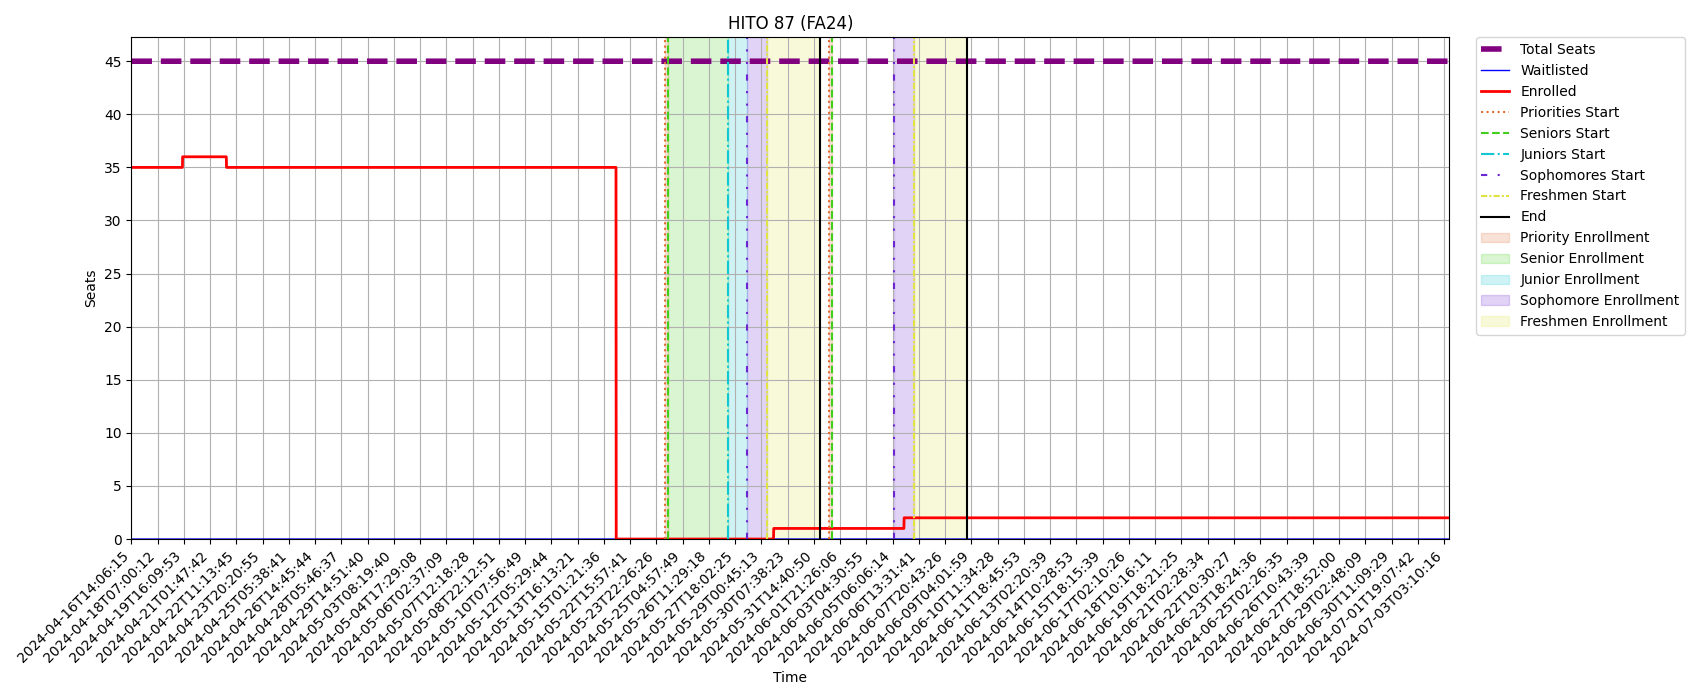 HITO 87 (FA24)
Seats
45
40
35
30
25
20
15
10
5
0
2024-04-16T14:06:15
2024-04-18T07:00:12
2024-04-19T16:09:53
2024-04-21T01:47:42
2024-04-22T11:13:45
2024-04-23T20:20:55
2024-04-25T05:38:41
2024-04-26T14:45:44
2024-04-28T05:46:37
2024-04-29T14:51:40
2024-05-03T08:19:40
2024-05-04T17:29:08
2024-05-06T02:37:09
2024-05-07T12:18:28
2024-05-08T22:12:51
2024-05-10T07:56:49
2024-05-12T05:29:44
2024-05-13T16:13:21
2024-05-15T01:21:36
2024-05-22T15:57:41
2024-05-23T22:26:26
2024-05-25T04:57:49
2024-05-26T11:29:18
2024-05-27T18:02:25
2024-05-29T00:45:13
2024-05-30T07:38:23
2024-05-31T14:40:50
2024-06-01T21:26:06
2024-06-03T04:30:55
2024-06-05T06:06:14
2024-06-06T13:31:41
2024-06-07T20:43:26
2024-06-09T04:01:59
2024-06-10T11:34:28
2024-06-11T18:45:53
2024-06-13T02:20:39
2024-06-14T10:28:53
2024-06-15T18:15:39
2024-06-17T02:10:26
2024-06-18T10:16:11
2024-06-19T18:21:25
2024-06-21T02:28:34
2024-06-22T10:30:27
2024-06-23T18:24:36
2024-06-25T02:26:35
2024-06-26T10:43:39
2024-06-27T18:52:00
2024-06-29T02:48:09
2024-06-30T11:09:29
2024-07-01T19:07:42
2024-07-03T03:10:16
Time
Total Seats
Waitlisted
Enrolled
Priorities Start
Seniors Start
Juniors Start
Sophomores Start
Freshmen Start
End
Priority Enrollment
Senior Enrollment
Junior Enrollment
Sophomore Enrollment
Freshmen Enrollment